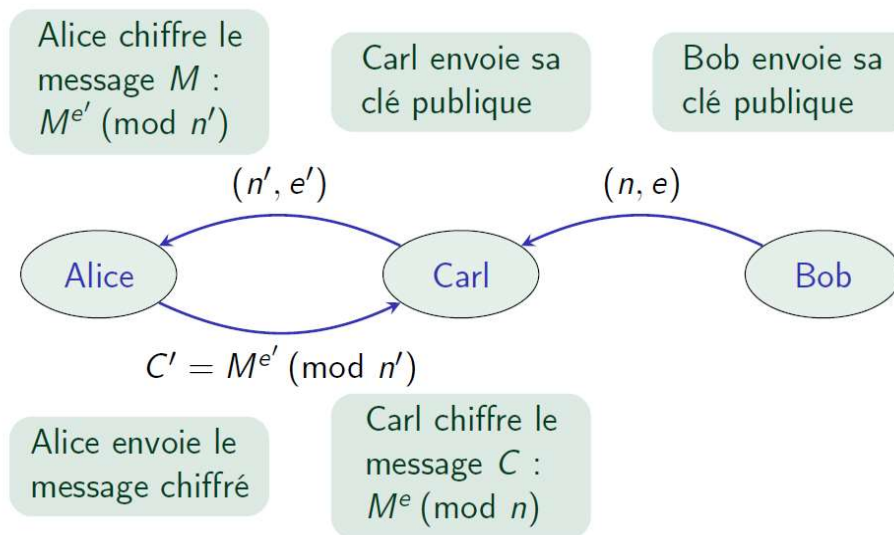 Alice chiffre le
message M :
M^{e'} (mod n')
Carl envoie sa
clé publique
Bob envoie sa
clé publique
(n', e')
(n, e)
Alice
Carl
Bob
C' = M^{e'} (mod n')
Alice envoie le
message chiffré
Carl chiffre le
message C :
M^e (mod n)